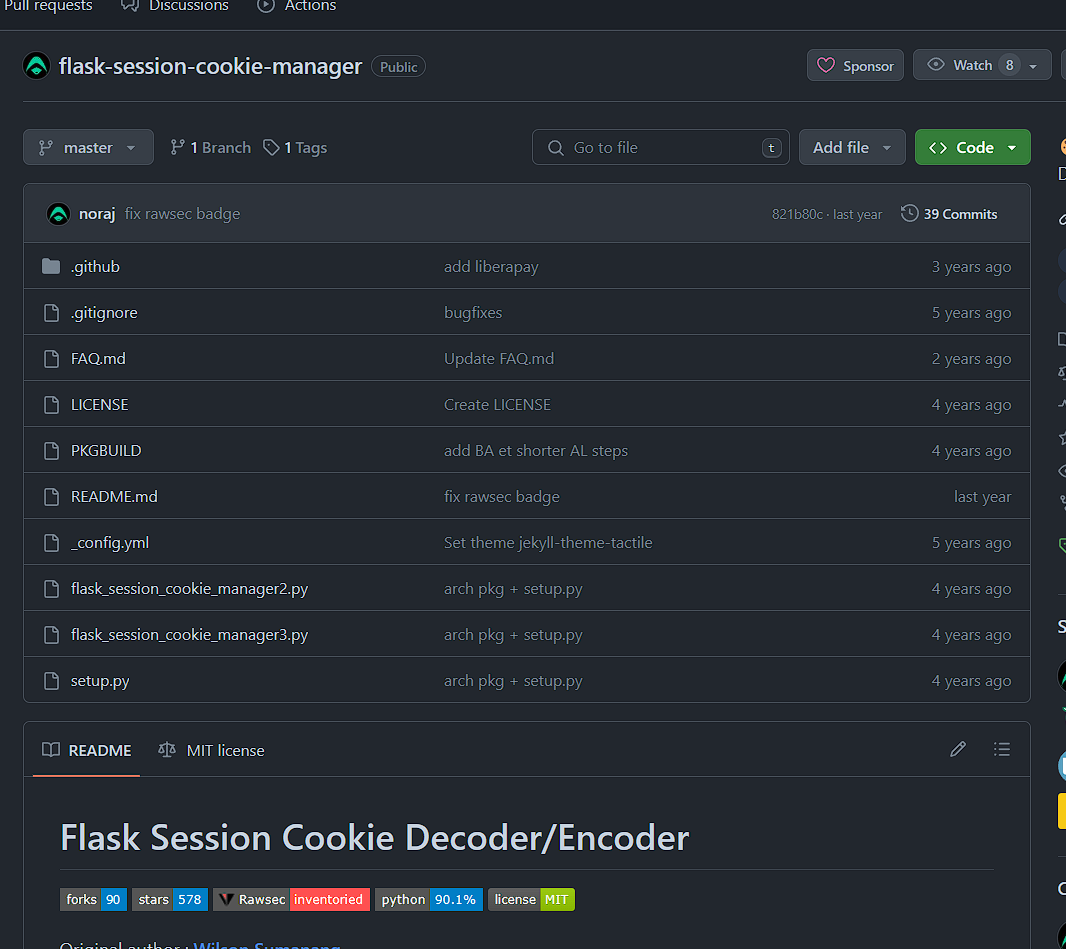 Pull requests Discussions Actions
flask-session-cookie-manager Public Sponsor Watch 8
master 1 Branch 1 Tags Go to file t Add file Code
noraj fix rawsec badge 821b80c · last year 39 Commits
.github add liberapay 3 years ago
.gitignore bugfixes 5 years ago
FAQ.md Update FAQ.md 2 years ago
LICENSE Create LICENSE 4 years ago
PKGBUILD add BA et shorter AL steps 4 years ago
README.md fix rawsec badge last year
_config.yml Set theme jekyll-theme-tactile 5 years ago
flask_session_cookie_manager2.py arch pkg + setup.py 4 years ago
flask_session_cookie_manager3.py arch pkg + setup.py 4 years ago
setup.py arch pkg + setup.py 4 years ago
README MIT license
Flask Session Cookie Decoder/Encoder
forks 90 stars 578 Rawsec inventoried python 90.1% license MIT
Original author : Wilson